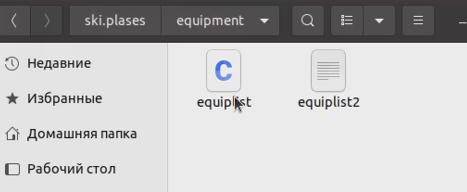 ski.plases equipment
Недавние
Избранные
Домашняя папка
Рабочий стол
C
equiplist
equiplist2